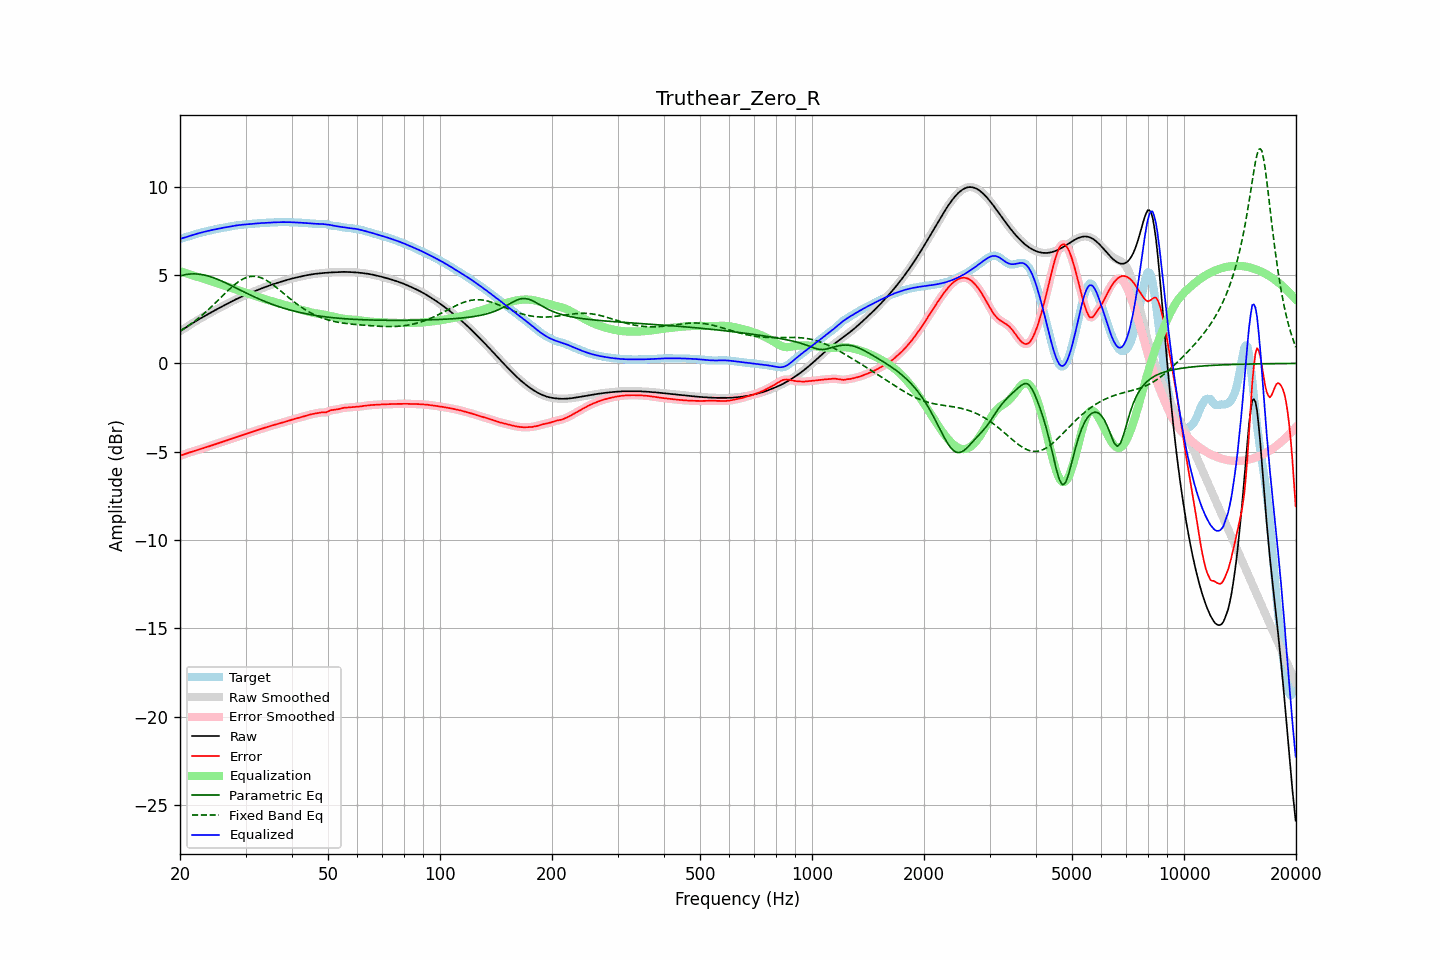 Truthear_Zero_R
Amplitude (dBr)
10
5
0
−5
−10
−15
−20
−25
Target
Raw Smoothed
Error Smoothed
Raw
Error
Equalization
Parametric Eq
Fixed Band Eq
Equalized
20 50 100 200 500 1000 2000 5000 10000 20000
Frequency (Hz)